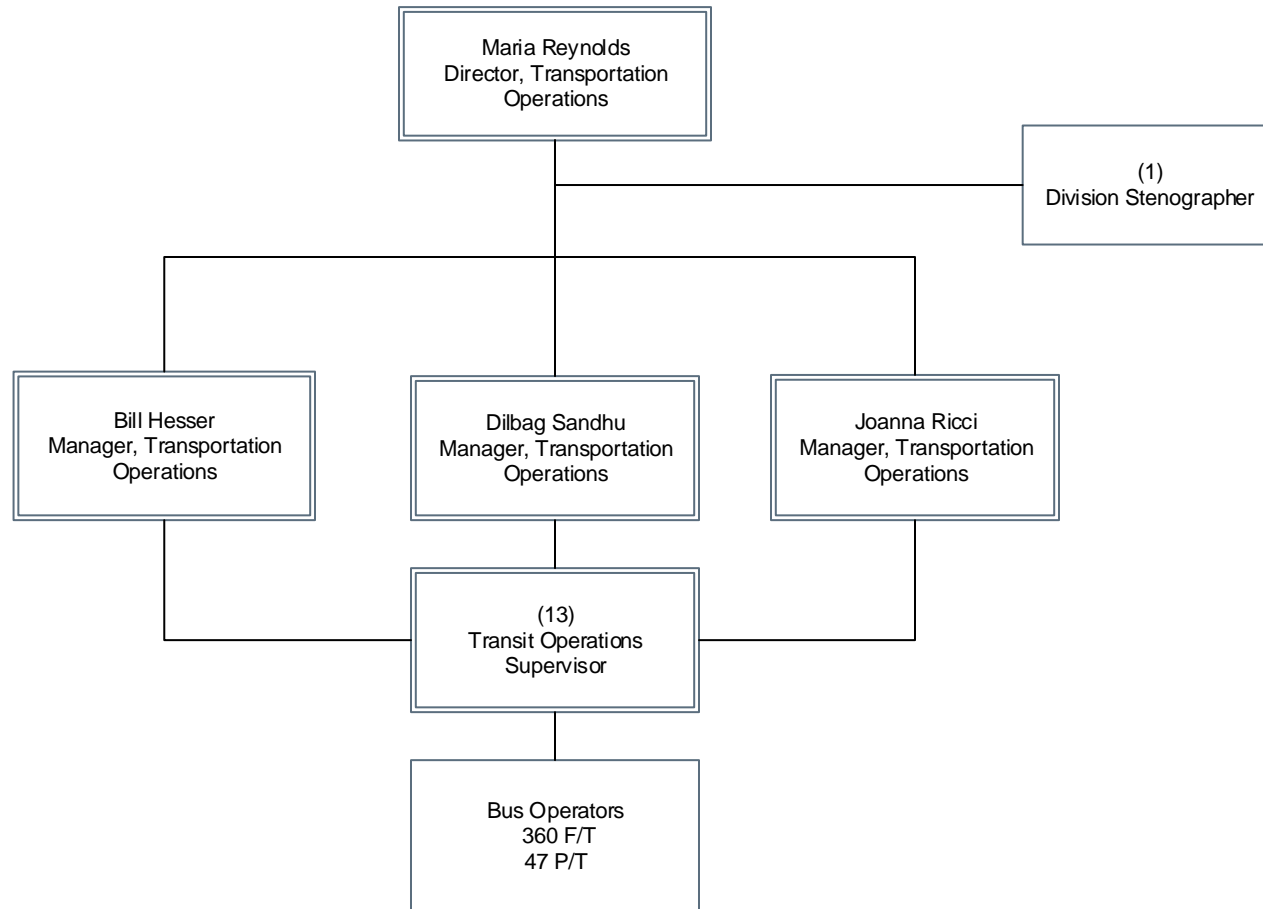 Maria Reynolds
Director, Transportation
Operations
(1)
Division Stenographer
Bill Hesser
Manager, Transportation
Operations
Dilbag Sandhu
Manager, Transportation
Operations
Joanna Ricci
Manager, Transportation
Operations
(13)
Transit Operations
Supervisor
Bus Operators
360 F/T
47 P/T